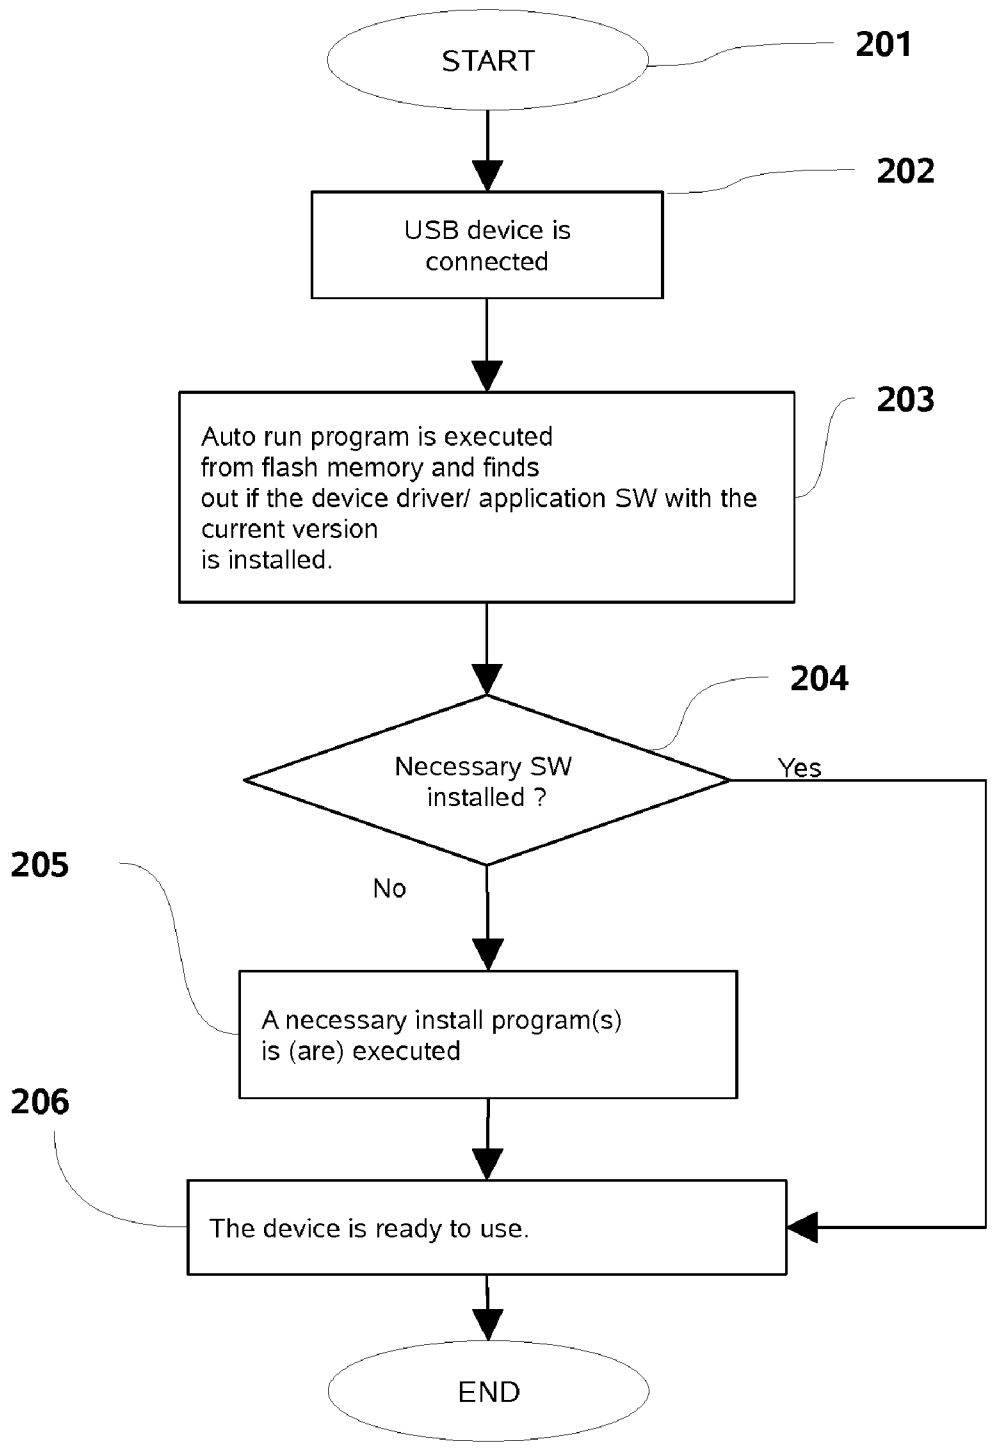 START
201
202
USB device is
connected
203
Auto run program is executed
from flash memory and finds
out if the device driver/ application SW with the
current version
is installed.
204
Necessary SW
installed ?
Yes
No
205
A necessary install program(s)
is (are) executed
206
The device is ready to use.
END